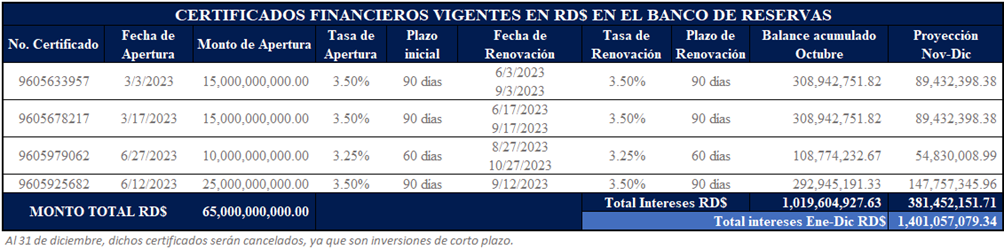 CERTIFICADOS FINANCIEROS VIGENTES EN RD$ EN EL BANCO DE RESERVAS
No. Certificado Fecha de Apertura Monto de Apertura Tasa de Apertura Plazo inicial Fecha de Renovación Tasa de Renovación Plazo de Renovación Balance acumulado Octubre Proyección Nov-Dic
9605633957 3/3/2023 15,000,000,000.00 3.50% 90 dias 6/3/2023 9/3/2023 3.50% 90 dias 308,942,751.82 89,432,398.38
9605678217 3/17/2023 15,000,000,000.00 3.50% 90 dias 6/17/2023 9/17/2023 3.50% 90 dias 308,942,751.82 89,432,398.38
9605979062 6/27/2023 10,000,000,000.00 3.25% 60 dias 8/27/2023 10/27/2023 3.25% 60 dias 108,774,232.67 54,830,008.99
9605925682 6/12/2023 25,000,000,000.00 3.50% 90 dias 9/12/2023 3.50% 90 dias 292,945,191.33 147,757,345.96
MONTO TOTAL RD$ 65,000,000,000.00 Total Intereses RD$ 1,019,604,927.63 381,452,151.71
Total intereses Ene-Dic RD$ 1,401,057,079.34
Al 31 de diciembre, dichos certificados serán cancelados, ya que son inversiones de corto plazo.